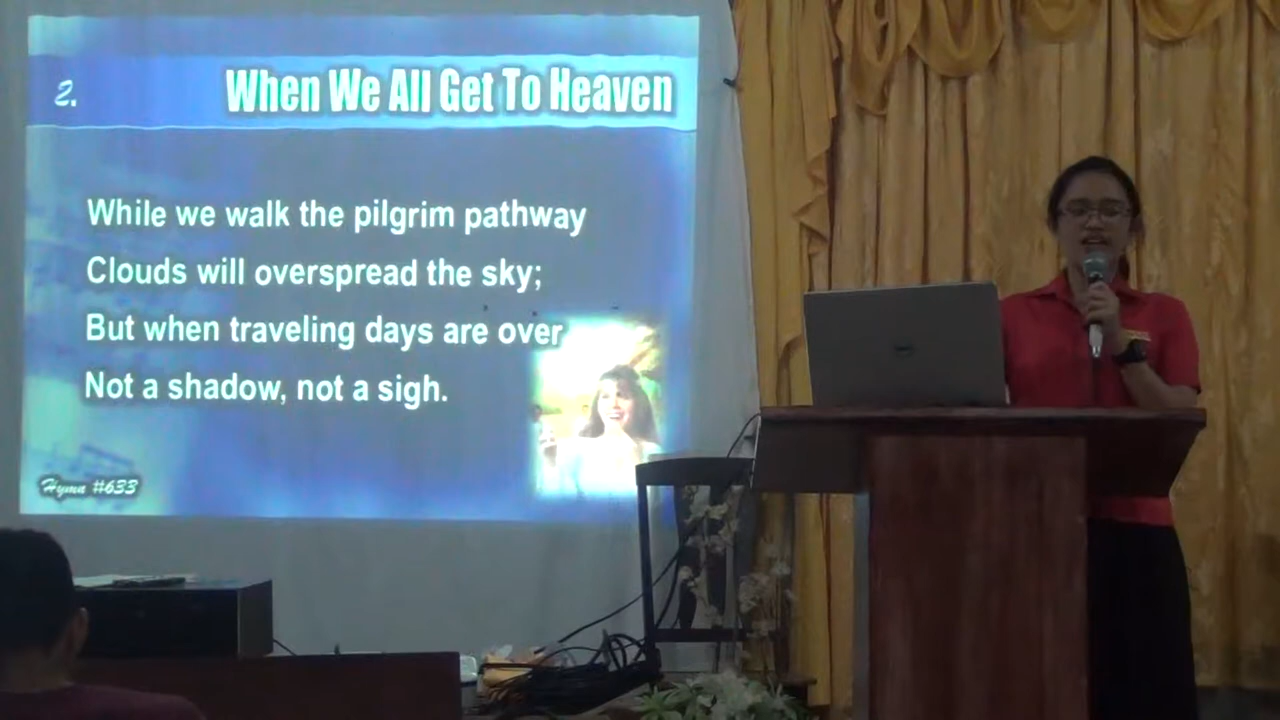 2.
When We All Get To Heaven
While we walk the pilgrim pathway
Clouds will overspread the sky;
But when traveling days are over
Not a shadow, not a sigh.
Hymn #633